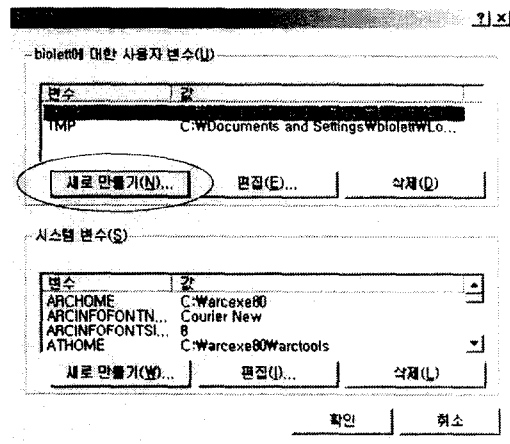 ? X
biolett에 대한 사용자 변수(U)
변수 값
TMP C:₩Documents and Settings₩biolett₩Lo...
새로 만들기(N)... 편집(E)... 삭제(D)
시스템 변수(S)
변수 값
ARCHOME C:₩arcexe80
ARCINFOFONTN... Courier New
ARCINFOFONTSI... 8
ATHOME C:₩arcexe80₩arctools
새로 만들기(W)... 편집(I)... 삭제(L)
확인 취소